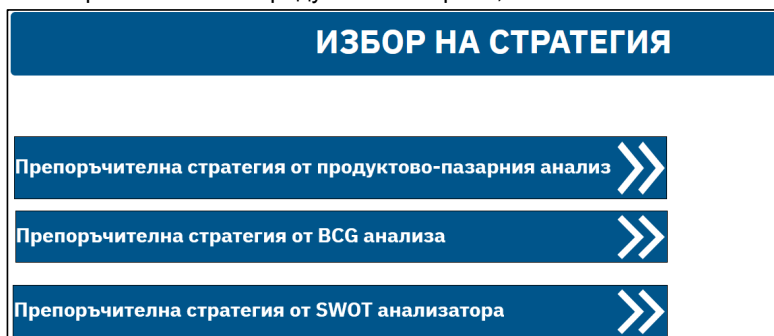 ИЗБОР НА СТРАТЕГИЯ
Препоръчителна стратегия от продуктово-пазарния анализ
Препоръчителна стратегия от BCG анализа
Препоръчителна стратегия от SWOT анализатора